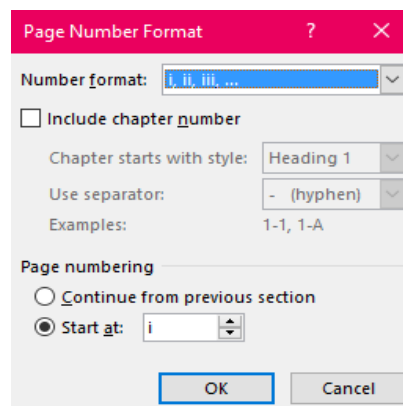 Page Number Format ? ×
Number format: i, ii, iii, ...
Include chapter number
Chapter starts with style: Heading 1
Use separator: - (hyphen)
Examples: 1-1, 1-A
Page numbering
Continue from previous section
Start at: i
OK Cancel